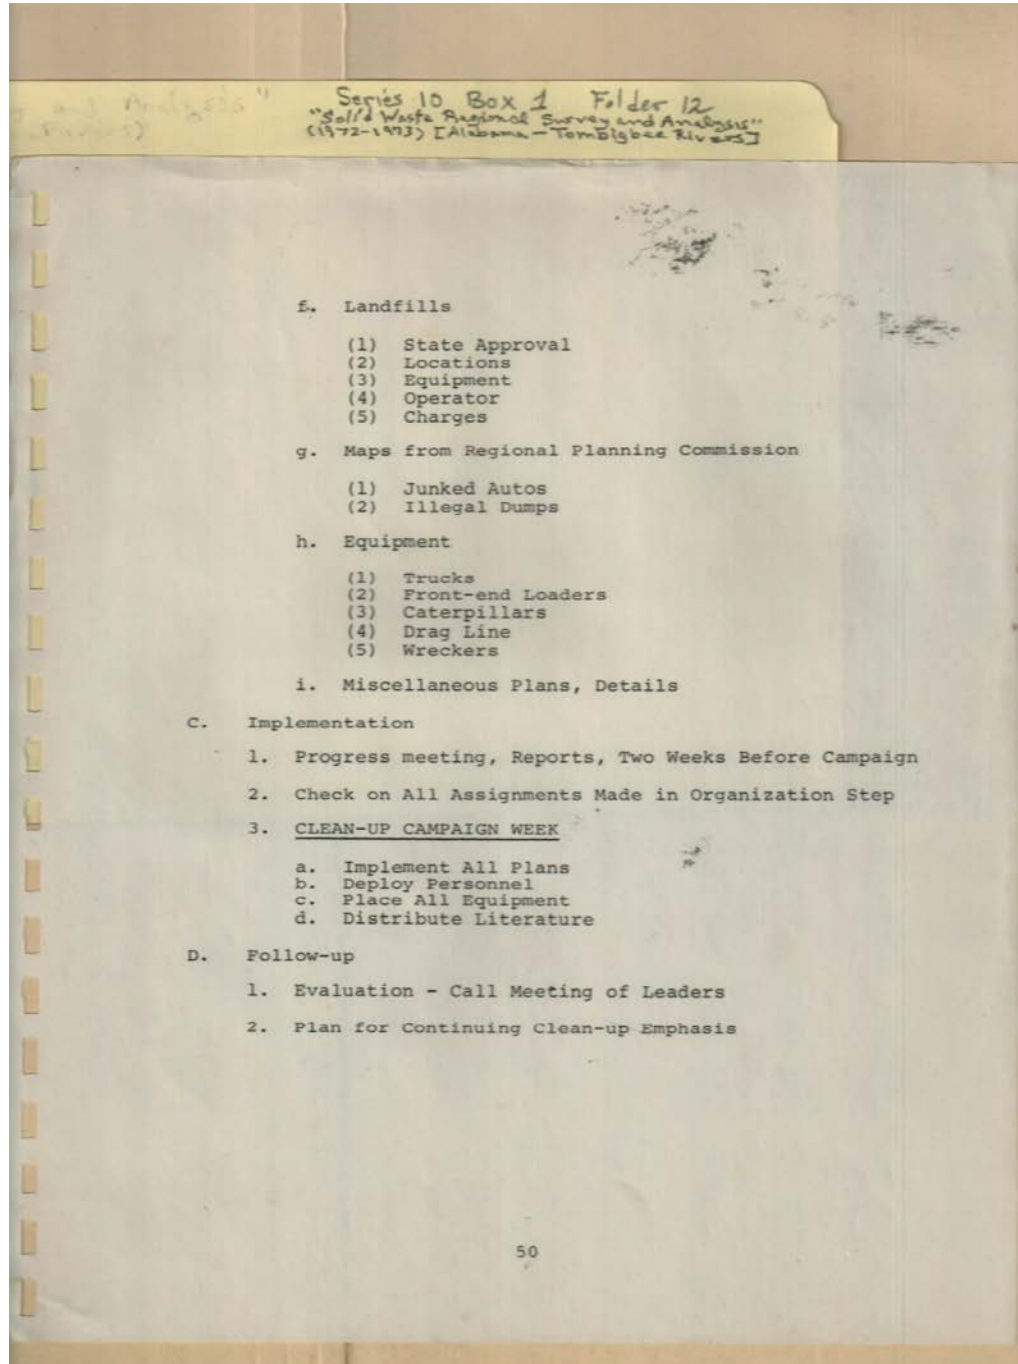 g and Analysis"
Rivers)
Series 10 Box 1 Folder 12
"Solid Waste Regional Survey and Analysis"
(1972-1973) [Alabama - Tombigbee Rivers]
f. Landfills
(1) State Approval
(2) Locations
(3) Equipment
(4) Operator
(5) Charges
g. Maps from Regional Planning Commission
(1) Junked Autos
(2) Illegal Dumps
h. Equipment
(1) Trucks
(2) Front-end Loaders
(3) Caterpillars
(4) Drag Line
(5) Wreckers
i. Miscellaneous Plans, Details
C. Implementation
1. Progress meeting, Reports, Two Weeks Before Campaign
2. Check on All Assignments Made in Organization Step
3. CLEAN-UP CAMPAIGN WEEK
a. Implement All Plans
b. Deploy Personnel
c. Place All Equipment
d. Distribute Literature
D. Follow-up
1. Evaluation - Call Meeting of Leaders
2. Plan for Continuing Clean-up Emphasis
50